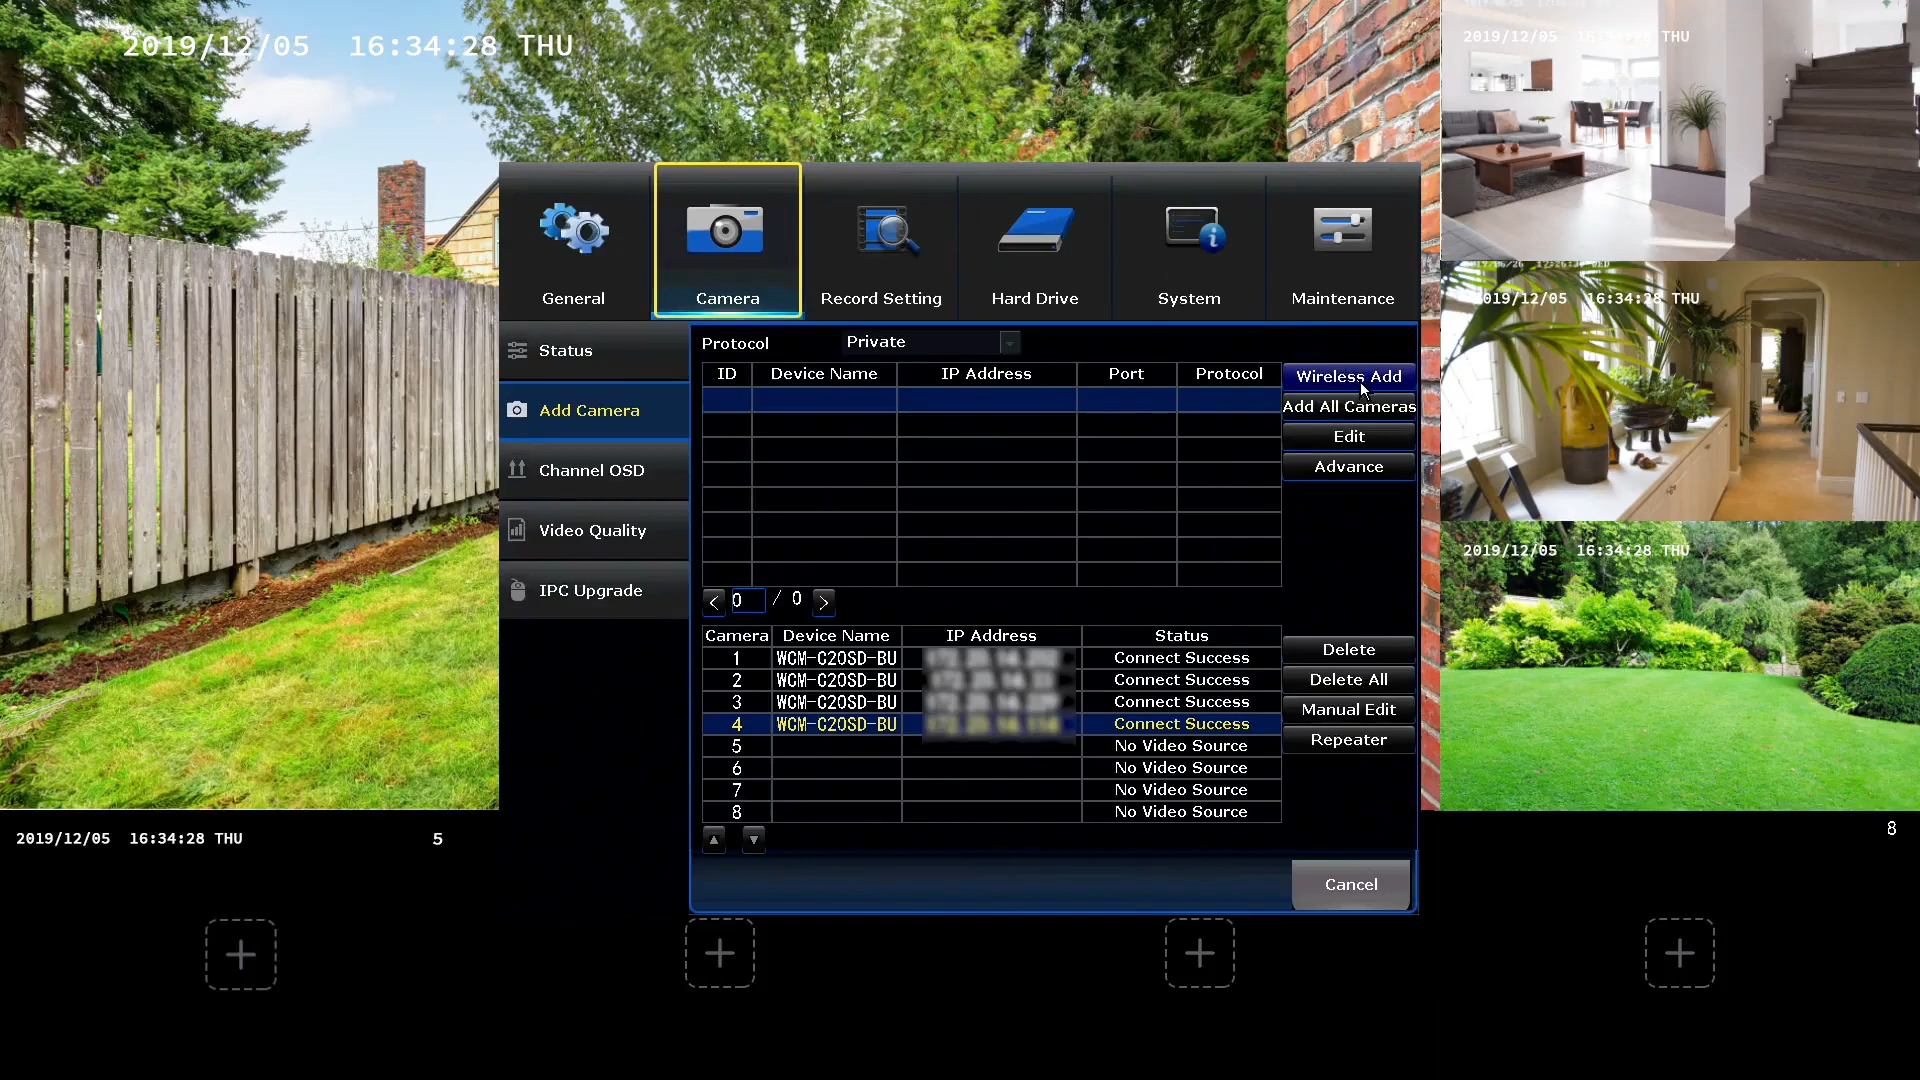 2019/12/05 16:34:28 THU
2019/12/05 THU
General
Camera
Record Setting
Hard Drive
System
Maintenance
2019/12/05 16:34:28 THU
Status
Add Camera
Channel OSD
Video Quality
IPC Upgrade
Protocol Private
ID Device Name IP Address Port Protocol
Wireless Add
Add All Cameras
Edit
Advance
2019/12/05 16:34:28 THU
< 0 / 0 >
Camera Device Name IP Address Status
1 WCM-C20SD-BU Connect Success
2 WCM-C20SD-BU Connect Success
3 WCM-C20SD-BU Connect Success
4 WCM-C20SD-BU Connect Success
5 No Video Source
6 No Video Source
7 No Video Source
8 No Video Source
Delete
Delete All
Manual Edit
Repeater
Cancel
2019/12/05 16:34:28 THU 5
8